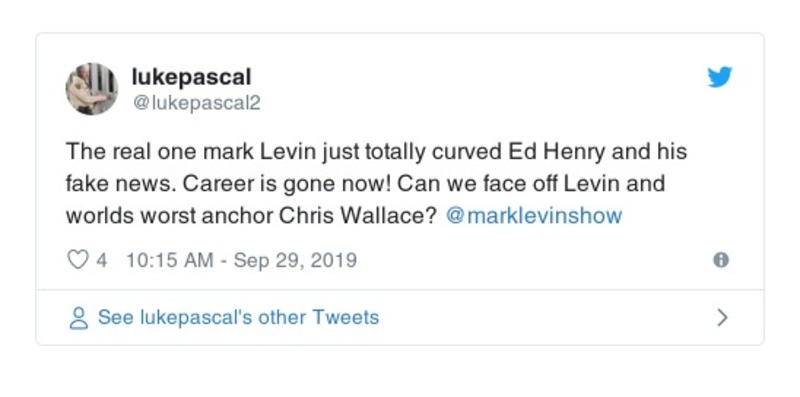 lukepascal
@lukepascal2
The real one mark Levin just totally curved Ed Henry and his
fake news. Career is gone now! Can we face off Levin and
worlds worst anchor Chris Wallace? @marklevinshow
4 10:15 AM - Sep 29, 2019
See lukepascal's other Tweets